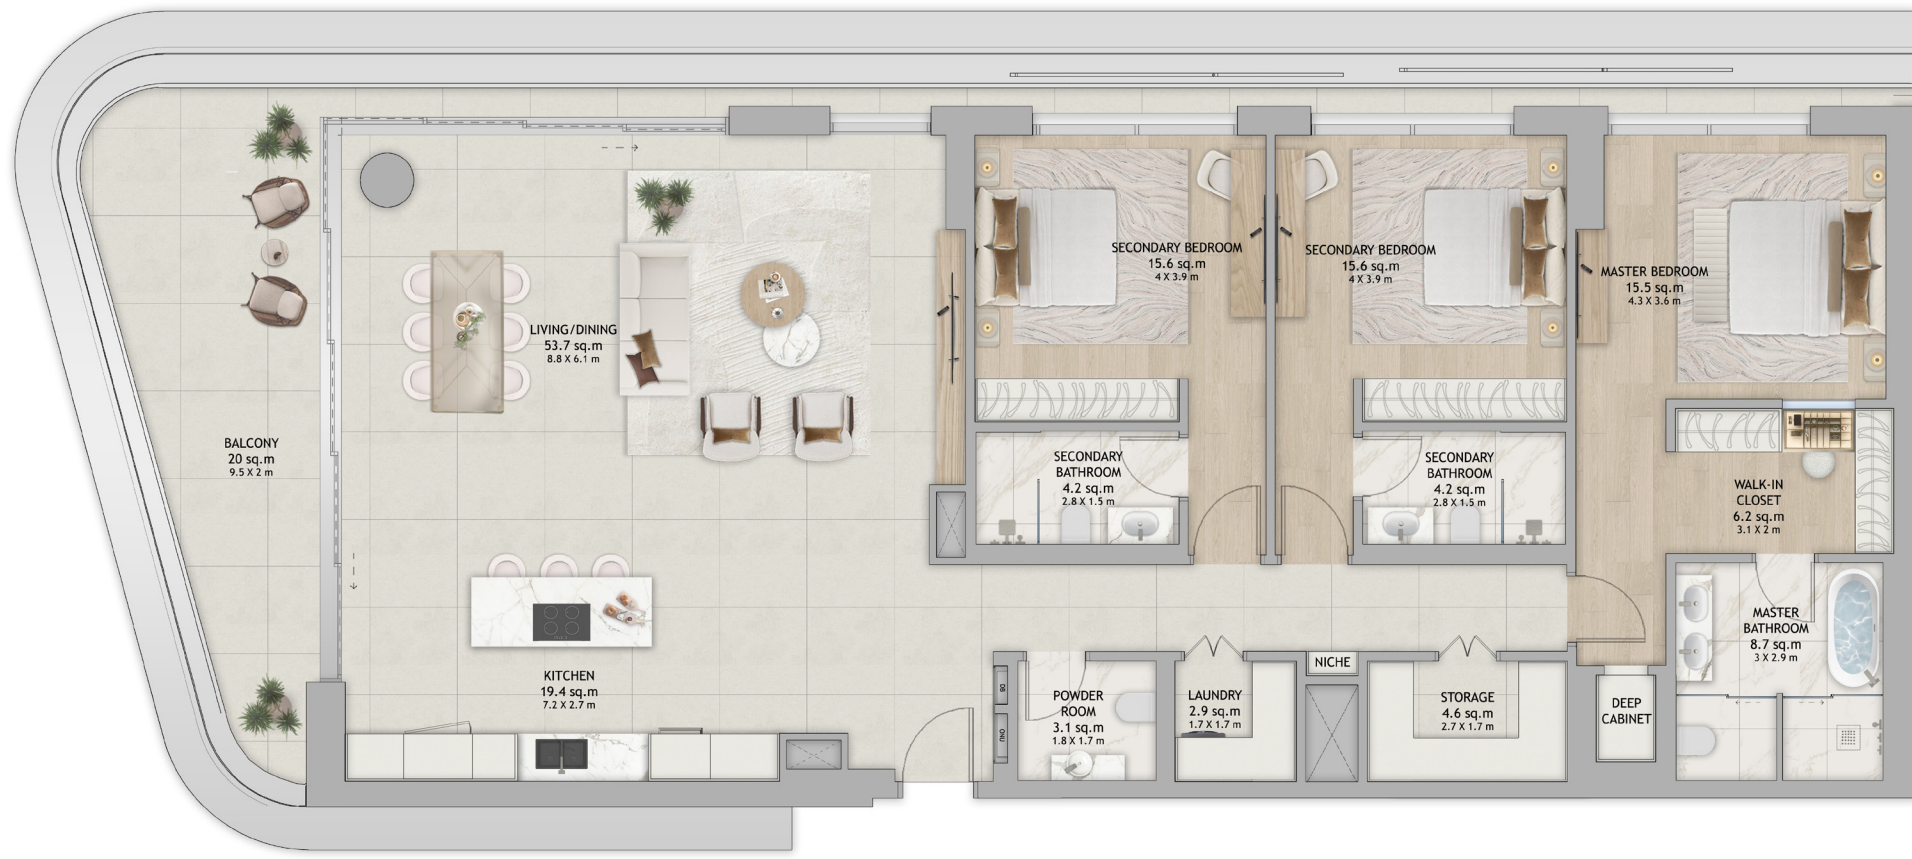 SECONDARY BEDROOM
15.6 sq.m
4 X 3.9 m
SECONDARY BEDROOM
15.6 sq.m
4 X 3.9 m
MASTER BEDROOM
15.5 sq.m
4.3 X 3.6 m
LIVING/DINING
53.7 sq.m
8.8 X 6.1 m
BALCONY
20 sq.m
9.5 X 2 m
SECONDARY
BATHROOM
4.2 sq.m
2.8 X 1.5 m
SECONDARY
BATHROOM
4.2 sq.m
2.8 X 1.5 m
WALK-IN
CLOSET
6.2 sq.m
3.1 X 2 m
MASTER
BATHROOM
8.7 sq.m
3 X 2.9 m
KITCHEN
19.4 sq.m
7.2 X 2.7 m
DB
ONU
POWDER
ROOM
3.1 sq.m
1.8 X 1.7 m
LAUNDRY
2.9 sq.m
1.7 X 1.7 m
NICHE
STORAGE
4.6 sq.m
2.7 X 1.7 m
DEEP
CABINET